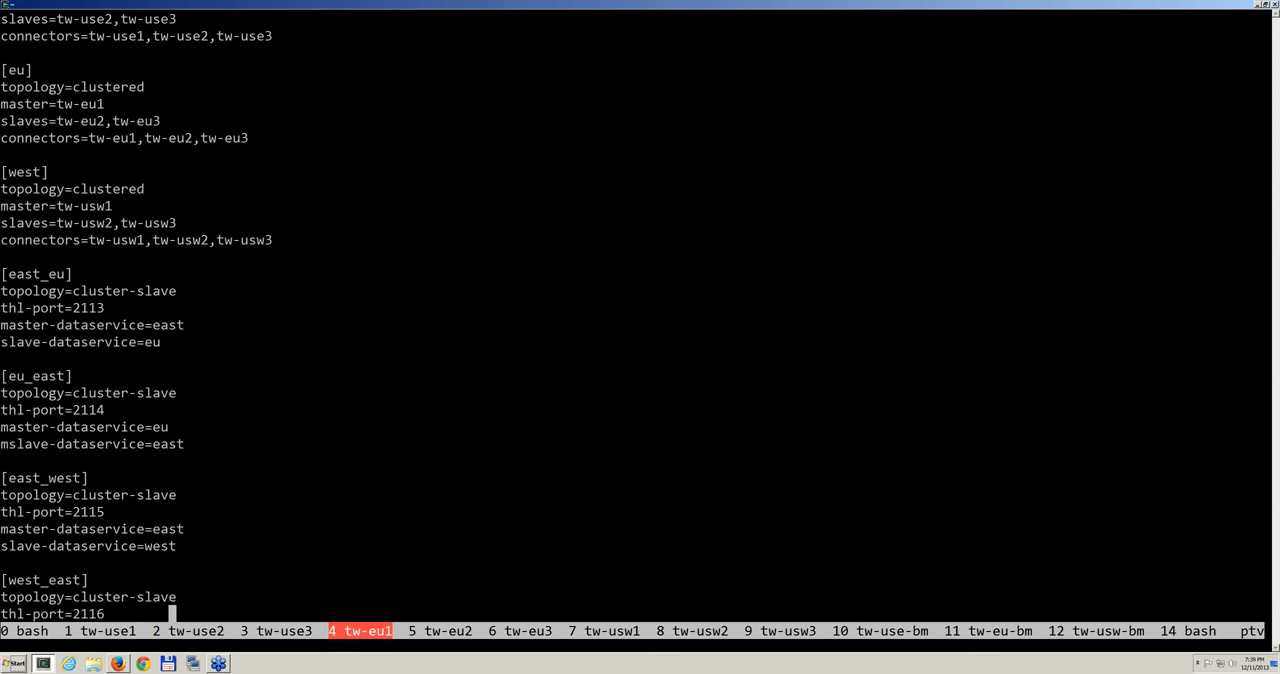 slaves=tw-use2,tw-use3
connectors=tw-use1,tw-use2,tw-use3
[eu]
topology=clustered
master=tw-eu1
slaves=tw-eu2,tw-eu3
connectors=tw-eu1,tw-eu2,tw-eu3
[west]
topology=clustered
master=tw-usw1
slaves=tw-usw2,tw-usw3
connectors=tw-usw1,tw-usw2,tw-usw3
[east_eu]
topology=cluster-slave
thl-port=2113
master-dataservice=east
slave-dataservice=eu
[eu_east]
topology=cluster-slave
thl-port=2114
master-dataservice=eu
mslave-dataservice=east
[east_west]
topology=cluster-slave
thl-port=2115
master-dataservice=east
slave-dataservice=west
[west_east]
topology=cluster-slave
thl-port=2116
0 bash 1 tw-use1 2 tw-use2 3 tw-use3 4 tw-eu1 5 tw-eu2 6 tw-eu3 7 tw-usw1 8 tw-usw2 9 tw-usw3 10 tw-use-bm 11 tw-eu-bm 12 tw-usw-bm 14 bash ptv
Start
7:39 PM
12/11/2013